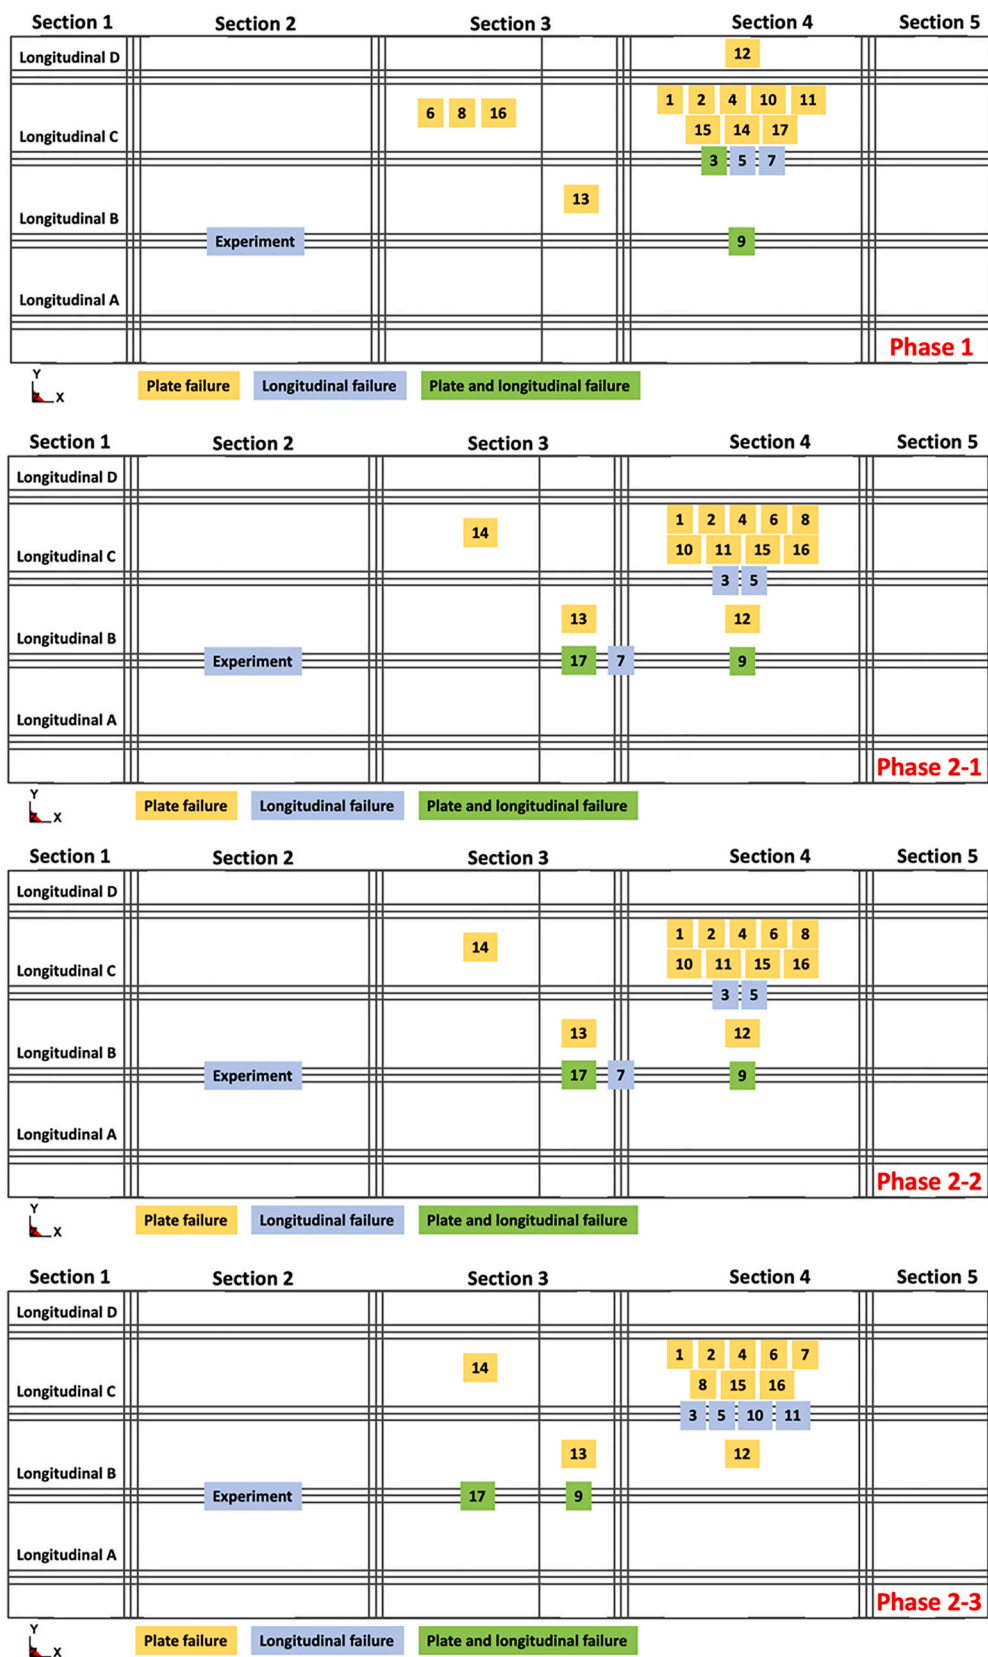 Section 1 Section 2 Section 3 Section 4 Section 5
Longitudinal D 12
1 2 4 10 11
6 8 16
Longitudinal C 15 14 17
3 5 7
13
Longitudinal B
Experiment 9
Longitudinal A
Phase 1
Y
X
Z
Plate failure Longitudinal failure Plate and longitudinal failure
Section 1 Section 2 Section 3 Section 4 Section 5
Longitudinal D
1 2 4 6 8
14
Longitudinal C 10 11 15 16
3 5
13 12
Longitudinal B
Experiment 17 7 9
Longitudinal A
Phase 2-1
Y
X
Z
Plate failure Longitudinal failure Plate and longitudinal failure
Section 1 Section 2 Section 3 Section 4 Section 5
Longitudinal D
1 2 4 6 8
14
Longitudinal C 10 11 15 16
3 5
13 12
Longitudinal B
Experiment 17 7 9
Longitudinal A
Phase 2-2
Y
X
Z
Plate failure Longitudinal failure Plate and longitudinal failure
Section 1 Section 2 Section 3 Section 4 Section 5
Longitudinal D
1 2 4 6 7
14
Longitudinal C 8 15 16
3 5 10 11
13 12
Longitudinal B
Experiment 17 9
Longitudinal A
Phase 2-3
Y
X
Z
Plate failure Longitudinal failure Plate and longitudinal failure